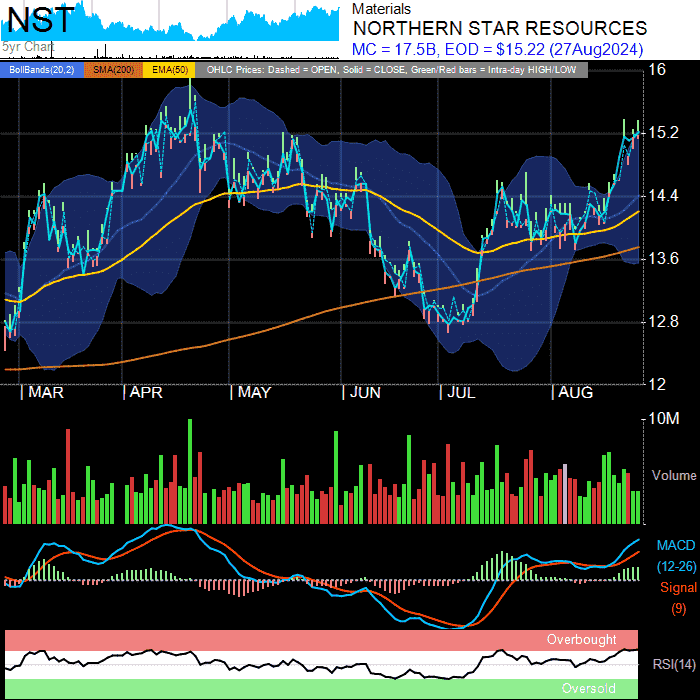 NST
5yr Chart
Materials
NORTHERN STAR RESOURCES
MC = 17.5B, EOD = $15.22 (27Aug2024)
BollBands(20,2) SMA(200) EMA(50) OHLC Prices: Dashed = OPEN, Solid = CLOSE, Green/Red bars = Intra-day HIGH/LOW
16
15.2
14.4
13.6
12.8
12
| MAR | APR | MAY | JUN | JUL | AUG
10M
Volume
MACD
(12-26)
Signal
(9)
Overbought
RSI(14)
Oversold